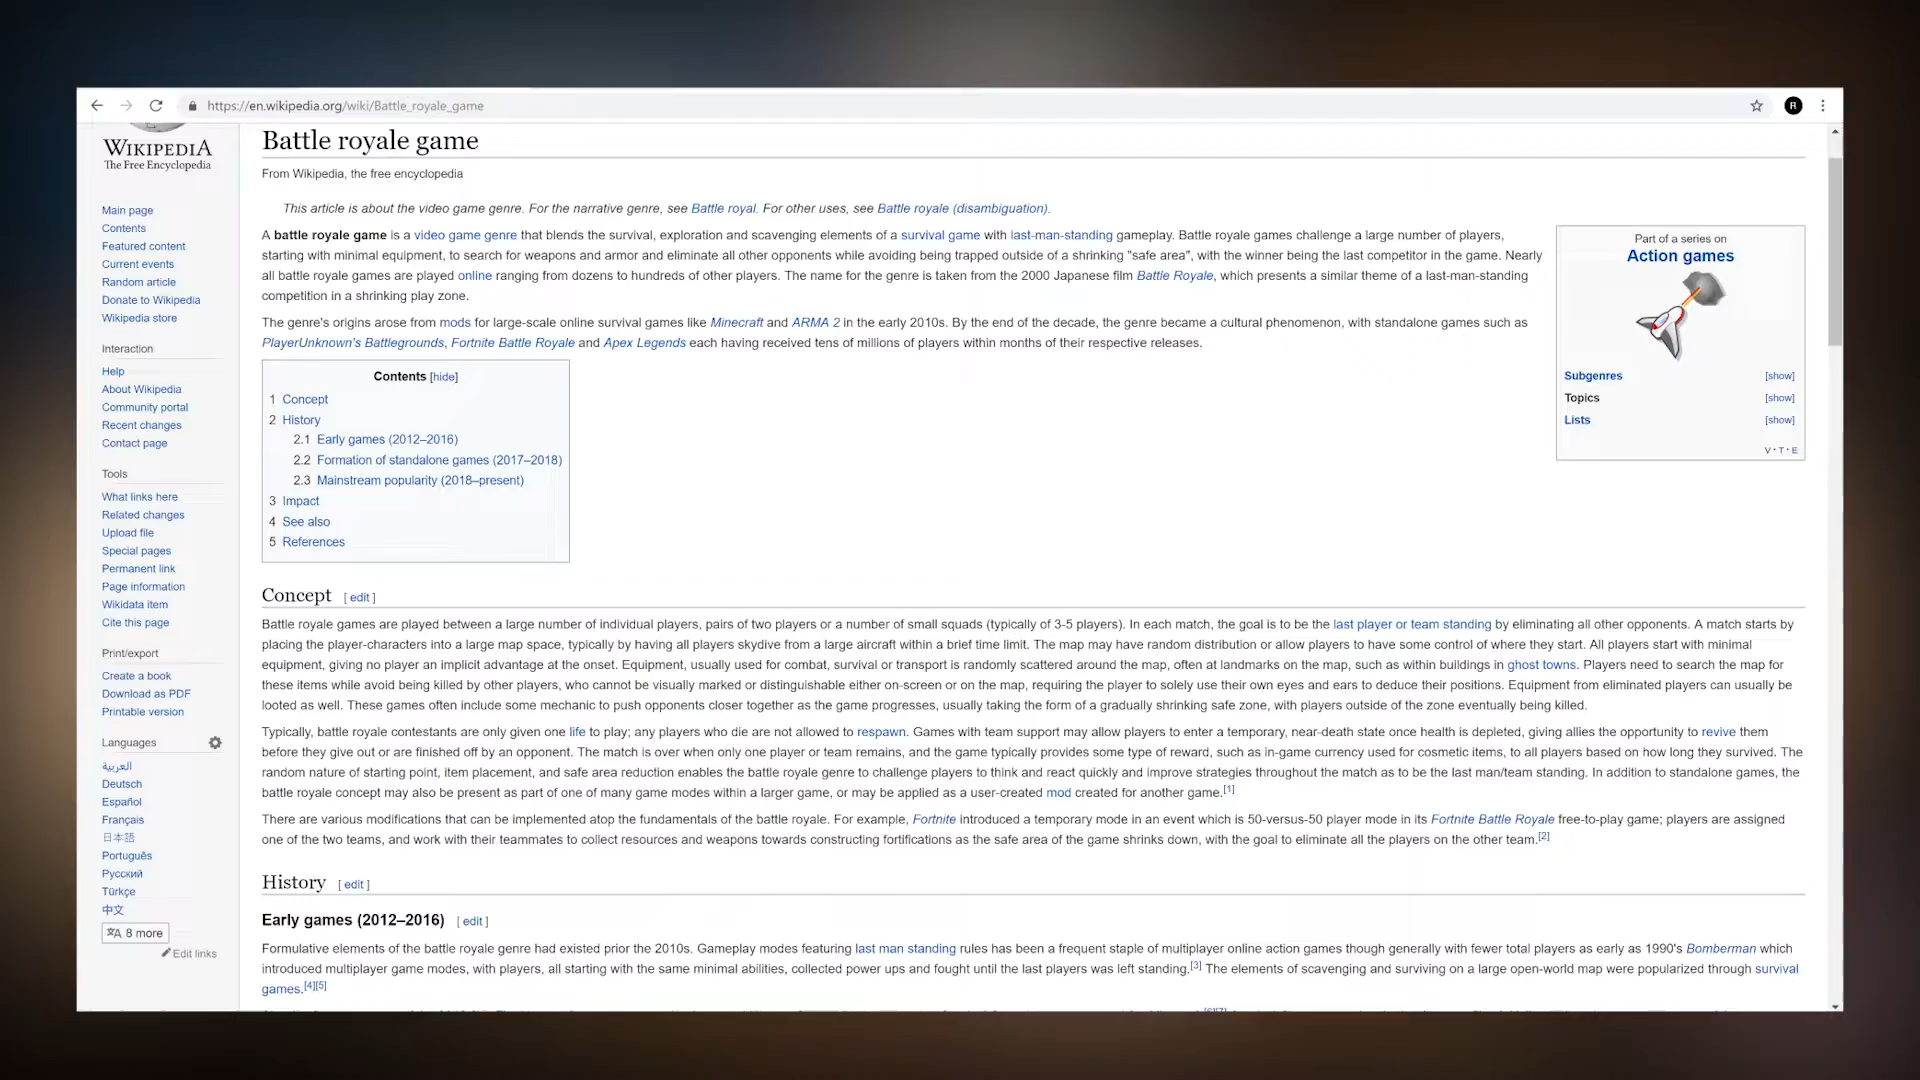 https://en.wikipedia.org/wiki/Battle_royale_game
R
WIKIPEDIA
The Free Encyclopedia
Main page
Contents
Featured content
Current events
Random article
Donate to Wikipedia
Wikipedia store
Interaction
Help
About Wikipedia
Community portal
Recent changes
Contact page
Tools
What links here
Related changes
Upload file
Special pages
Permanent link
Page information
Wikidata item
Cite this page
Print/export
Create a book
Download as PDF
Printable version
Languages
العربية
Deutsch
Español
Français
日本語
Português
Русский
Türkçe
中文
8 more
Edit links
Battle royale game
From Wikipedia, the free encyclopedia
This article is about the video game genre. For the narrative genre, see Battle royal. For other uses, see Battle royale (disambiguation).
A battle royale game is a video game genre that blends the survival, exploration and scavenging elements of a survival game with last-man-standing gameplay. Battle royale games challenge a large number of players,
starting with minimal equipment, to search for weapons and armor and eliminate all other opponents while avoiding being trapped outside of a shrinking "safe area", with the winner being the last competitor in the game. Nearly
all battle royale games are played online ranging from dozens to hundreds of other players. The name for the genre is taken from the 2000 Japanese film Battle Royale, which presents a similar theme of a last-man-standing
competition in a shrinking play zone.
The genre's origins arose from mods for large-scale online survival games like Minecraft and ARMA 2 in the early 2010s. By the end of the decade, the genre became a cultural phenomenon, with standalone games such as
PlayerUnknown's Battlegrounds, Fortnite Battle Royale and Apex Legends each having received tens of millions of players within months of their respective releases.
Part of a series on
Action games
Subgenres [show]
Topics [show]
Lists [show]
V · T · E
Contents [hide]
1 Concept
2 History
2.1 Early games (2012–2016)
2.2 Formation of standalone games (2017–2018)
2.3 Mainstream popularity (2018–present)
3 Impact
4 See also
5 References
Concept [ edit ]
Battle royale games are played between a large number of individual players, pairs of two players or a number of small squads (typically of 3-5 players). In each match, the goal is to be the last player or team standing by eliminating all other opponents. A match starts by
placing the player-characters into a large map space, typically by having all players skydive from a large aircraft within a brief time limit. The map may have random distribution or allow players to have some control of where they start. All players start with minimal
equipment, giving no player an implicit advantage at the onset. Equipment, usually used for combat, survival or transport is randomly scattered around the map, often at landmarks on the map, such as within buildings in ghost towns. Players need to search the map for
these items while avoid being killed by other players, who cannot be visually marked or distinguishable either on-screen or on the map, requiring the player to solely use their own eyes and ears to deduce their positions. Equipment from eliminated players can usually be
looted as well. These games often include some mechanic to push opponents closer together as the game progresses, usually taking the form of a gradually shrinking safe zone, with players outside of the zone eventually being killed.
Typically, battle royale contestants are only given one life to play; any players who die are not allowed to respawn. Games with team support may allow players to enter a temporary, near-death state once health is depleted, giving allies the opportunity to revive them
before they give out or are finished off by an opponent. The match is over when only one player or team remains, and the game typically provides some type of reward, such as in-game currency used for cosmetic items, to all players based on how long they survived. The
random nature of starting point, item placement, and safe area reduction enables the battle royale genre to challenge players to think and react quickly and improve strategies throughout the match as to be the last man/team standing. In addition to standalone games, the
battle royale concept may also be present as part of one of many game modes within a larger game, or may be applied as a user-created mod created for another game.[1]
There are various modifications that can be implemented atop the fundamentals of the battle royale. For example, Fortnite introduced a temporary mode in an event which is 50-versus-50 player mode in its Fortnite Battle Royale free-to-play game; players are assigned
one of the two teams, and work with their teammates to collect resources and weapons towards constructing fortifications as the safe area of the game shrinks down, with the goal to eliminate all the players on the other team.[2]
History [ edit ]
Early games (2012–2016) [ edit ]
Formulative elements of the battle royale genre had existed prior the 2010s. Gameplay modes featuring last man standing rules has been a frequent staple of multiplayer online action games though generally with fewer total players as early as 1990's Bomberman which
introduced multiplayer game modes, with players, all starting with the same minimal abilities, collected power ups and fought until the last players was left standing.[3] The elements of scavenging and surviving on a large open-world map were popularized through survival
games.[4][5]